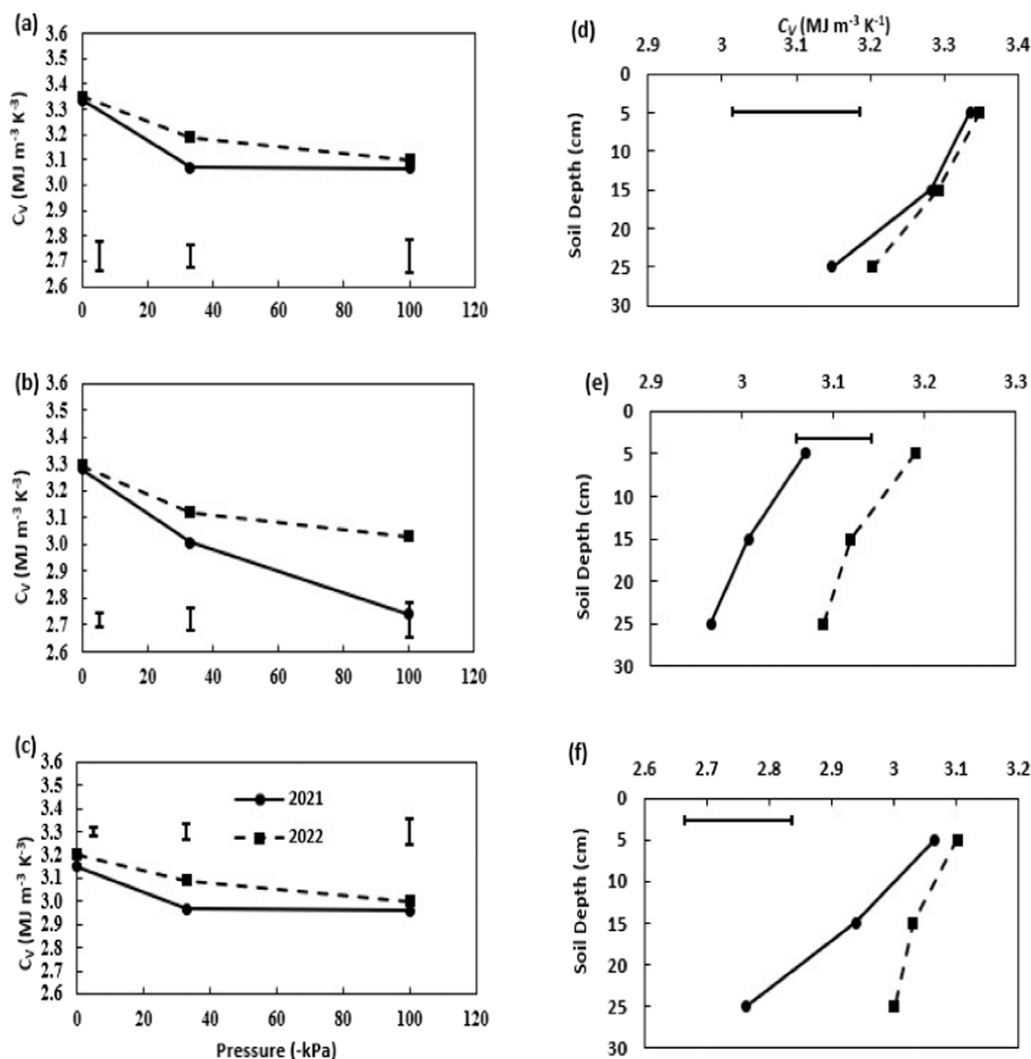 (a)
3.6
3.5
3.4
3.3
3.2
3.1
3.0
2.9
2.8
2.7
2.6
C_V (MJ m⁻³ K⁻³)
0 20 40 60 80 100 120
(d)
C_V (MJ m⁻³ K⁻¹)
2.9 3 3.1 3.2 3.3 3.4
0
5
10
15
20
25
30
Soil Depth (cm)
(b)
3.6
3.5
3.4
3.3
3.2
3.1
3.0
2.9
2.8
2.7
2.6
C_V (MJ m⁻³ K⁻³)
0 20 40 60 80 100 120
(e)
2.9 3 3.1 3.2 3.3
0
5
10
15
20
25
30
Soil Depth (cm)
(c)
3.6
3.5
3.4
3.3
3.2
3.1
3.0
2.9
2.8
2.7
2.6
C_V (MJ m⁻³ K⁻³)
2021
2022
0 20 40 60 80 100 120
Pressure (-kPa)
(f)
2.6 2.7 2.8 2.9 3 3.1 3.2
0
5
10
15
25
25
30
Soil Depth (cm)